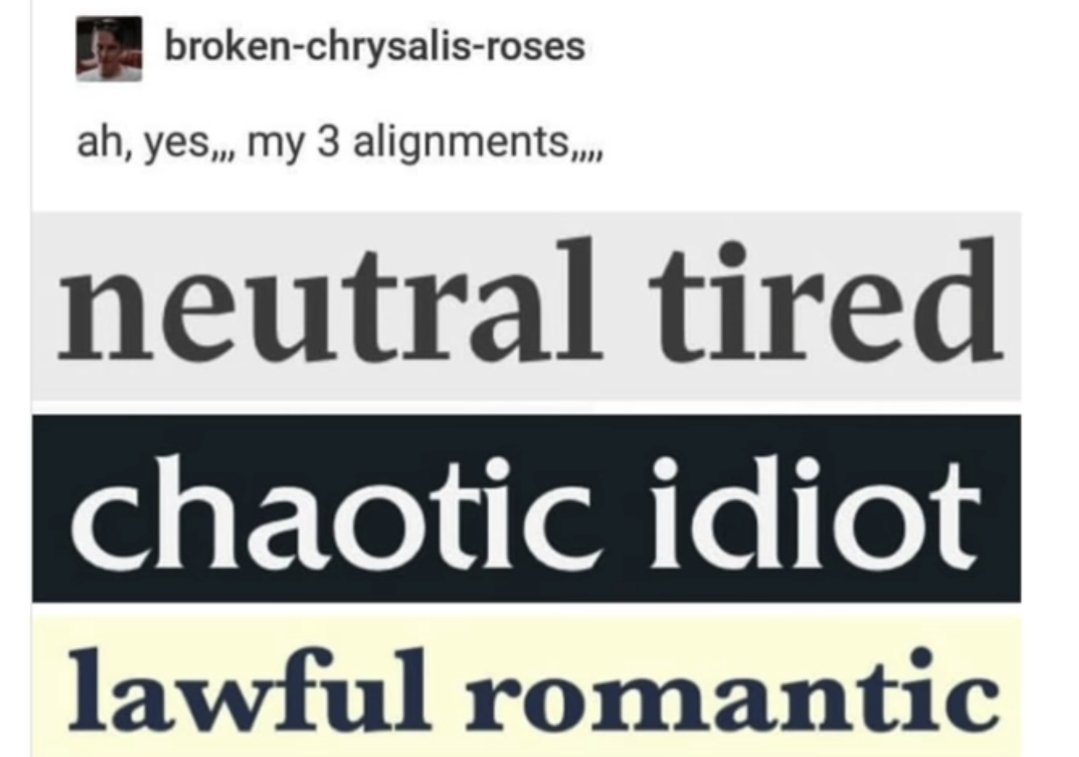 broken-chrysalis-roses
ah, yes,,, my 3 alignments,,,,
neutral tired
chaotic idiot
lawful romantic